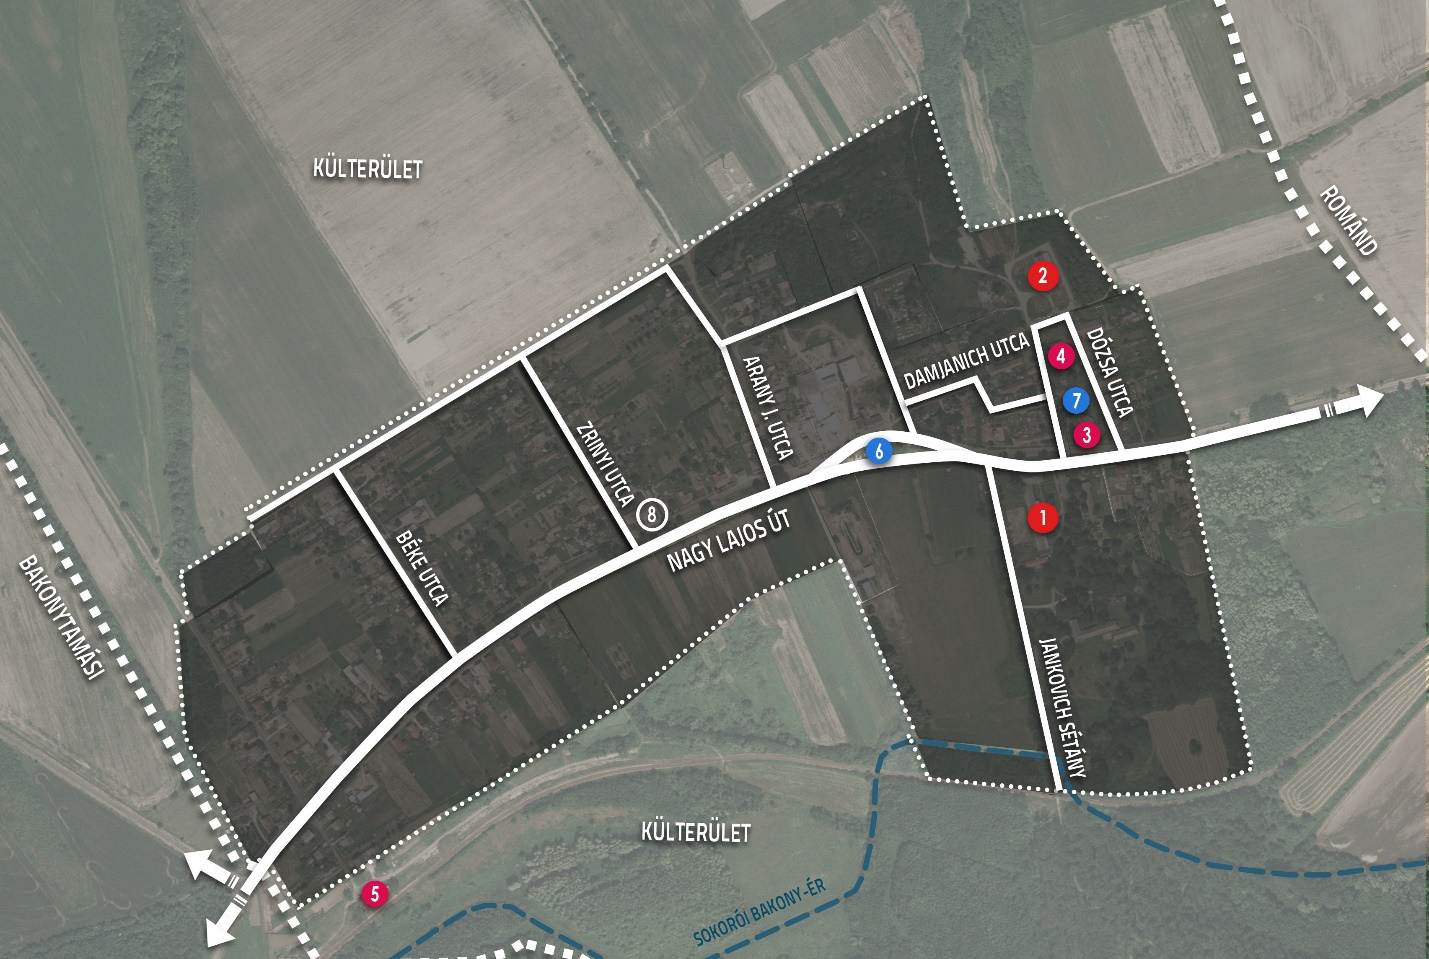 KÜLTERÜLET
ROMÁND
2
DAMJANICH UTCA
DÓZSA UTCA
4
7
3
ARANY J. UTCA
ZRINYI UTCA
6
8
NAGY LAJOS ÚT
1
BÉKE UTCA
BAKONYTAMÁSI
JANKOVICH SÉTÁNY
KÜLTERÜLET
5
SOKORÓI BAKONY-ÉR